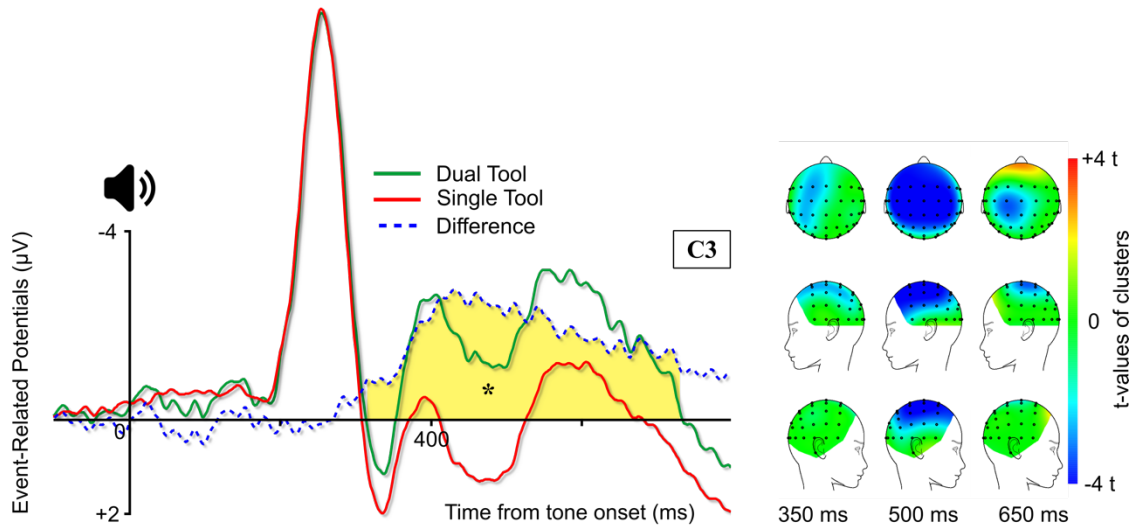 Dual Tool
Single Tool
Difference
-4
C3
Event-Related Potentials (µV)
0
400
*
+2
Time from tone onset (ms)
+4 t
0
-4 t
t-values of clusters
350 ms
500 ms
650 ms